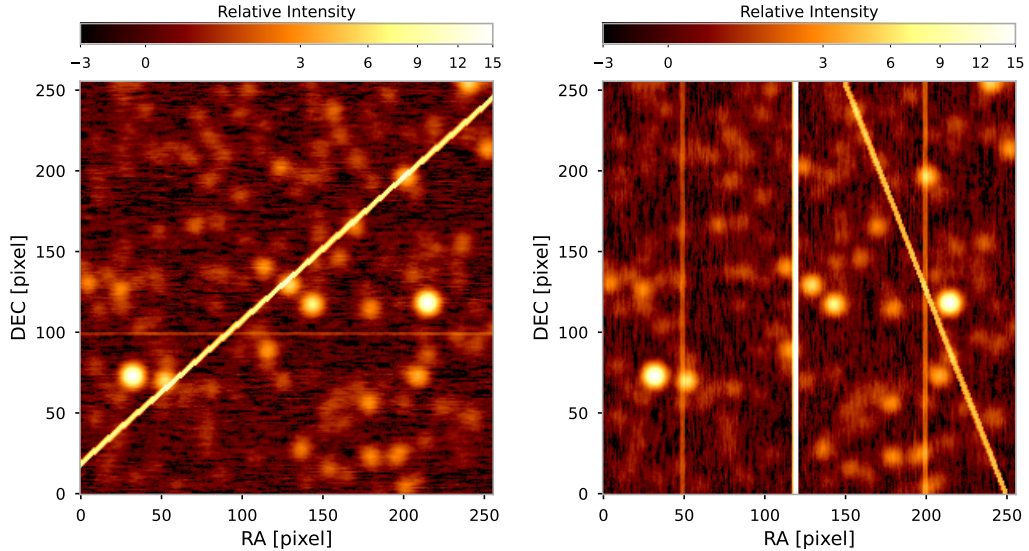 Relative Intensity Relative Intensity
−3 0 3 6 9 12 15 −3 0 3 6 9 12 15
250 250
200 200
150 150
DEC [pixel] DEC [pixel]
100 100
50 50
0 0
0 50 100 150 200 250 0 50 100 150 200 250
RA [pixel] RA [pixel]